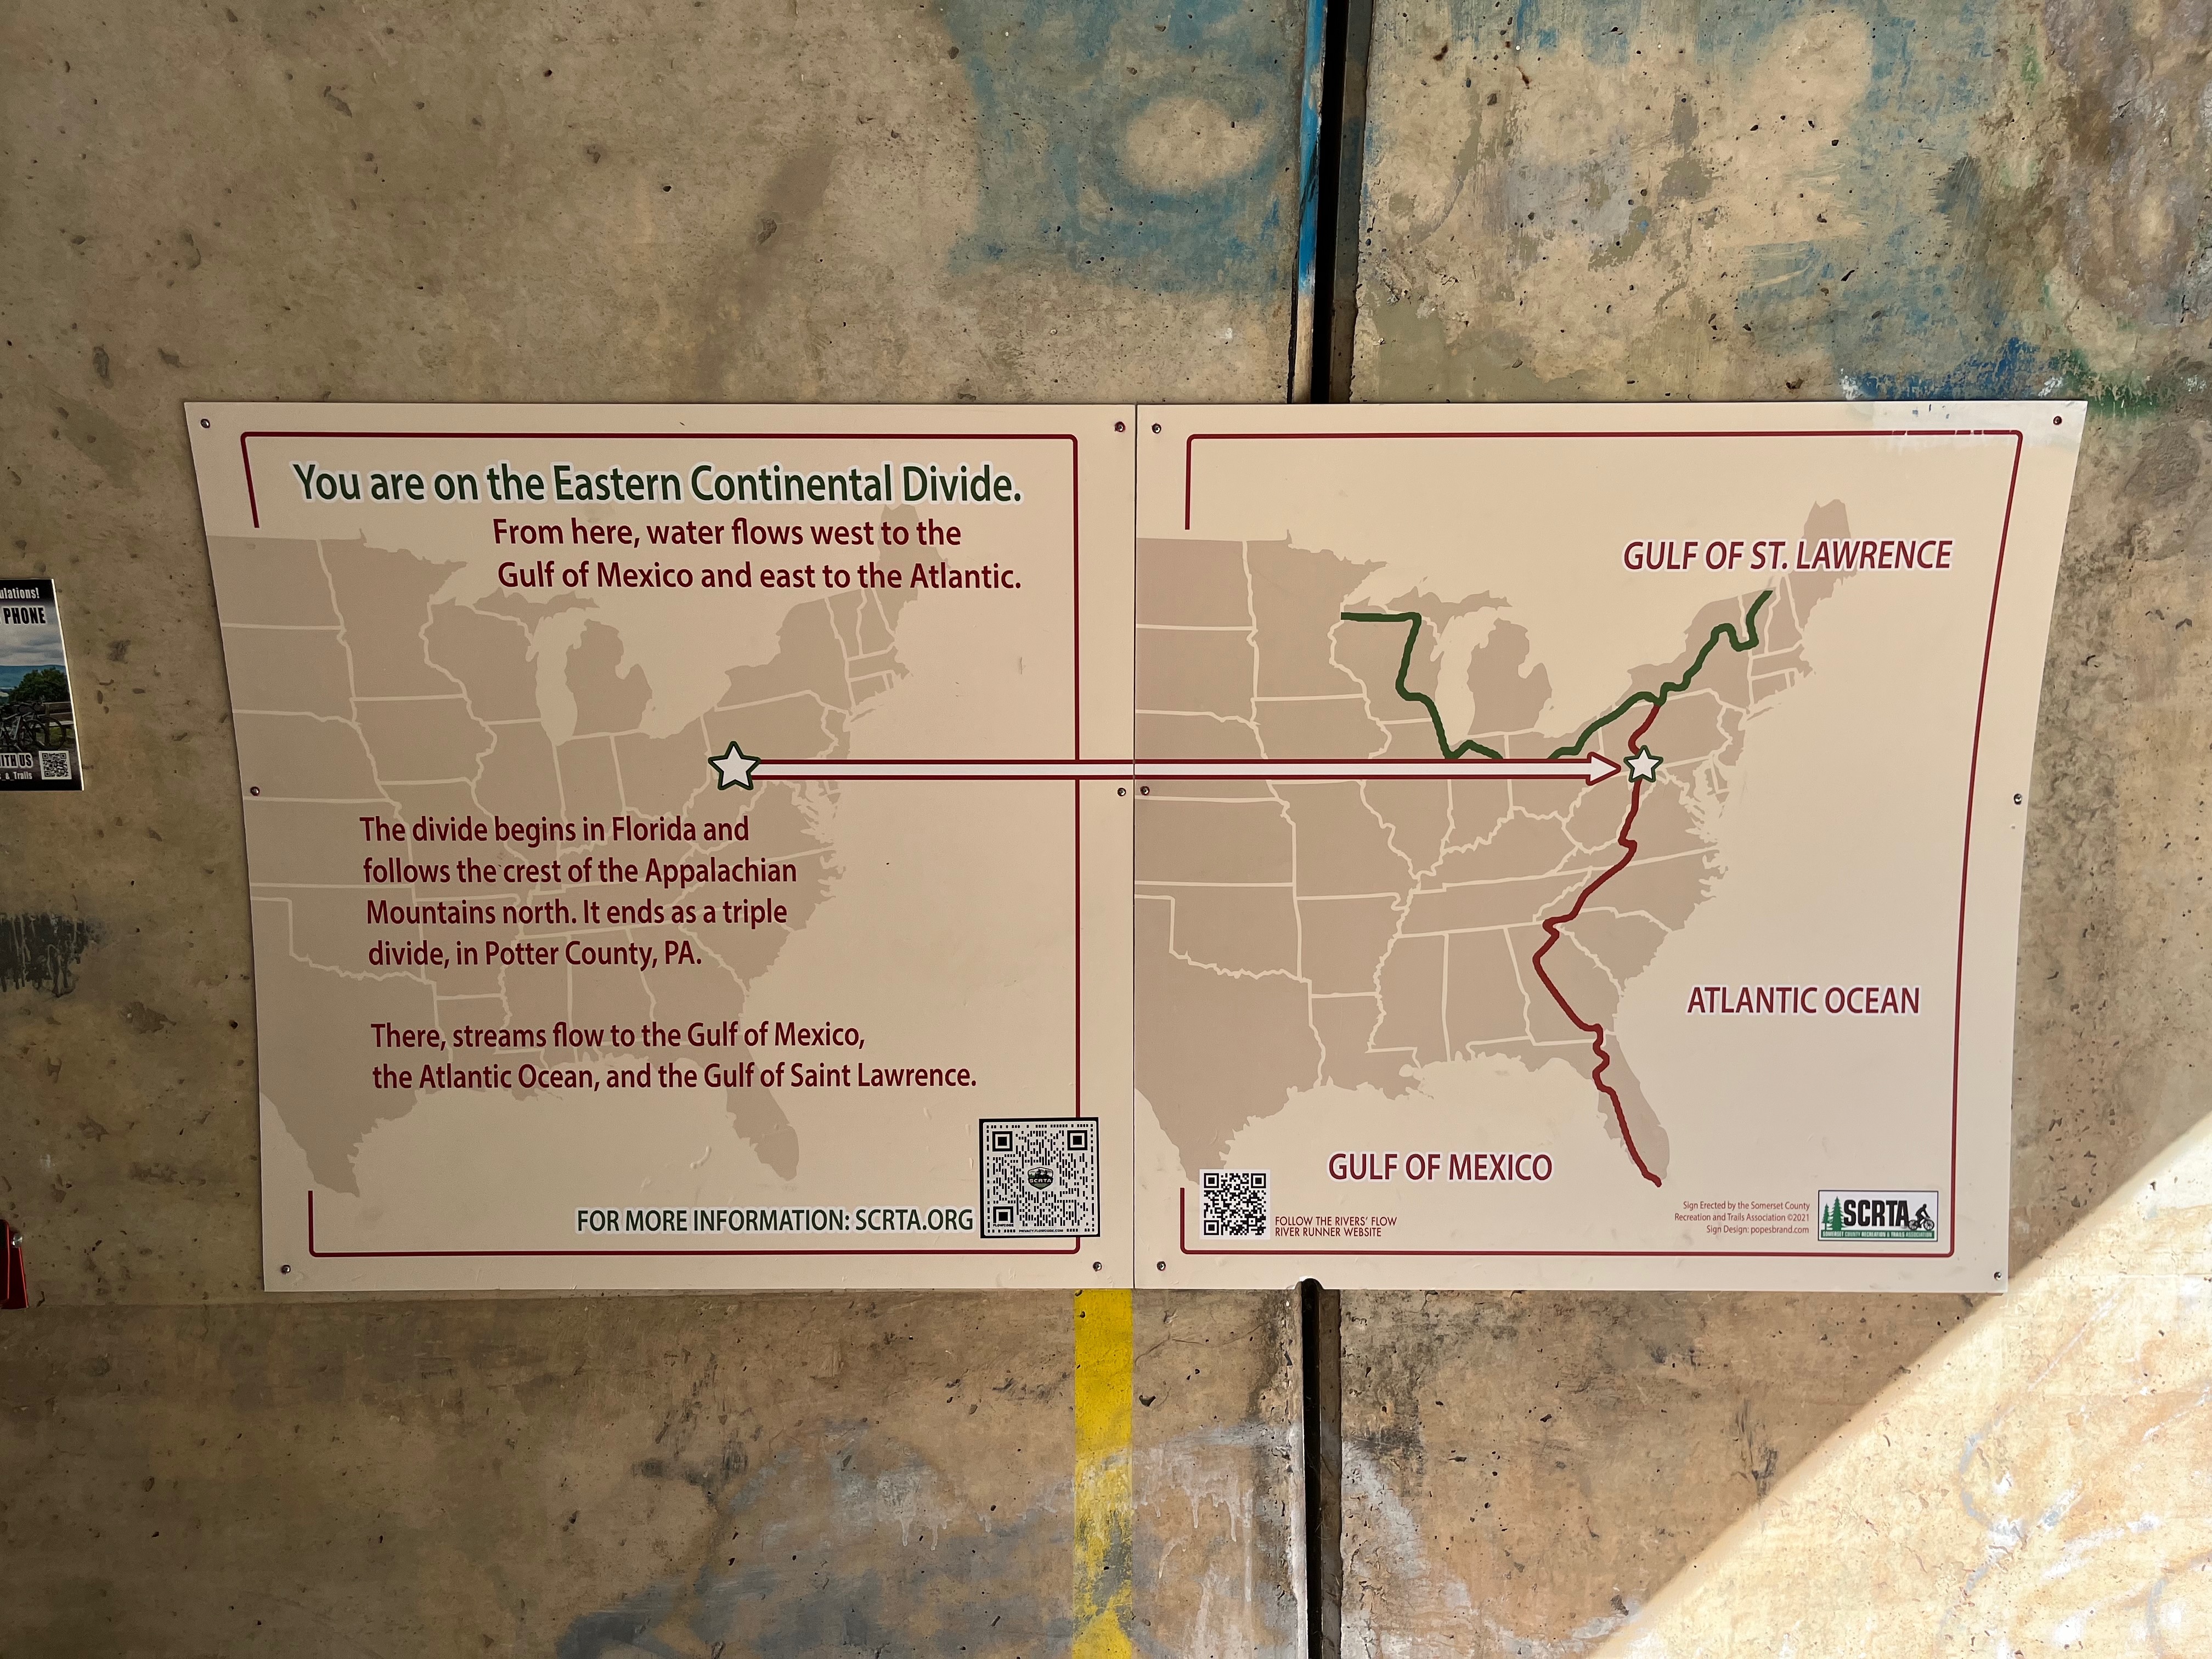 ulations!
PHONE
ITH US
s_&_Trails
You are on the Eastern Continental Divide.
From here, water flows west to the
Gulf of Mexico and east to the Atlantic.
The divide begins in Florida and
follows the crest of the Appalachian
Mountains north. It ends as a triple
divide, in Potter County, PA.
There, streams flow to the Gulf of Mexico,
the Atlantic Ocean, and the Gulf of Saint Lawrence.
FOR MORE INFORMATION: SCRTA.ORG
SCRTA
GULF OF ST. LAWRENCE
ATLANTIC OCEAN
GULF OF MEXICO
FOLLOW THE RIVERS' FLOW
RIVER RUNNER WEBSITE
Sign Erected by the Somerset County
Recreation and Trails Association ©2021
Sign Design: popesbrand.com
SCRTA
SOMERSET COUNTY RECREATION & TRAILS ASSOCIATION